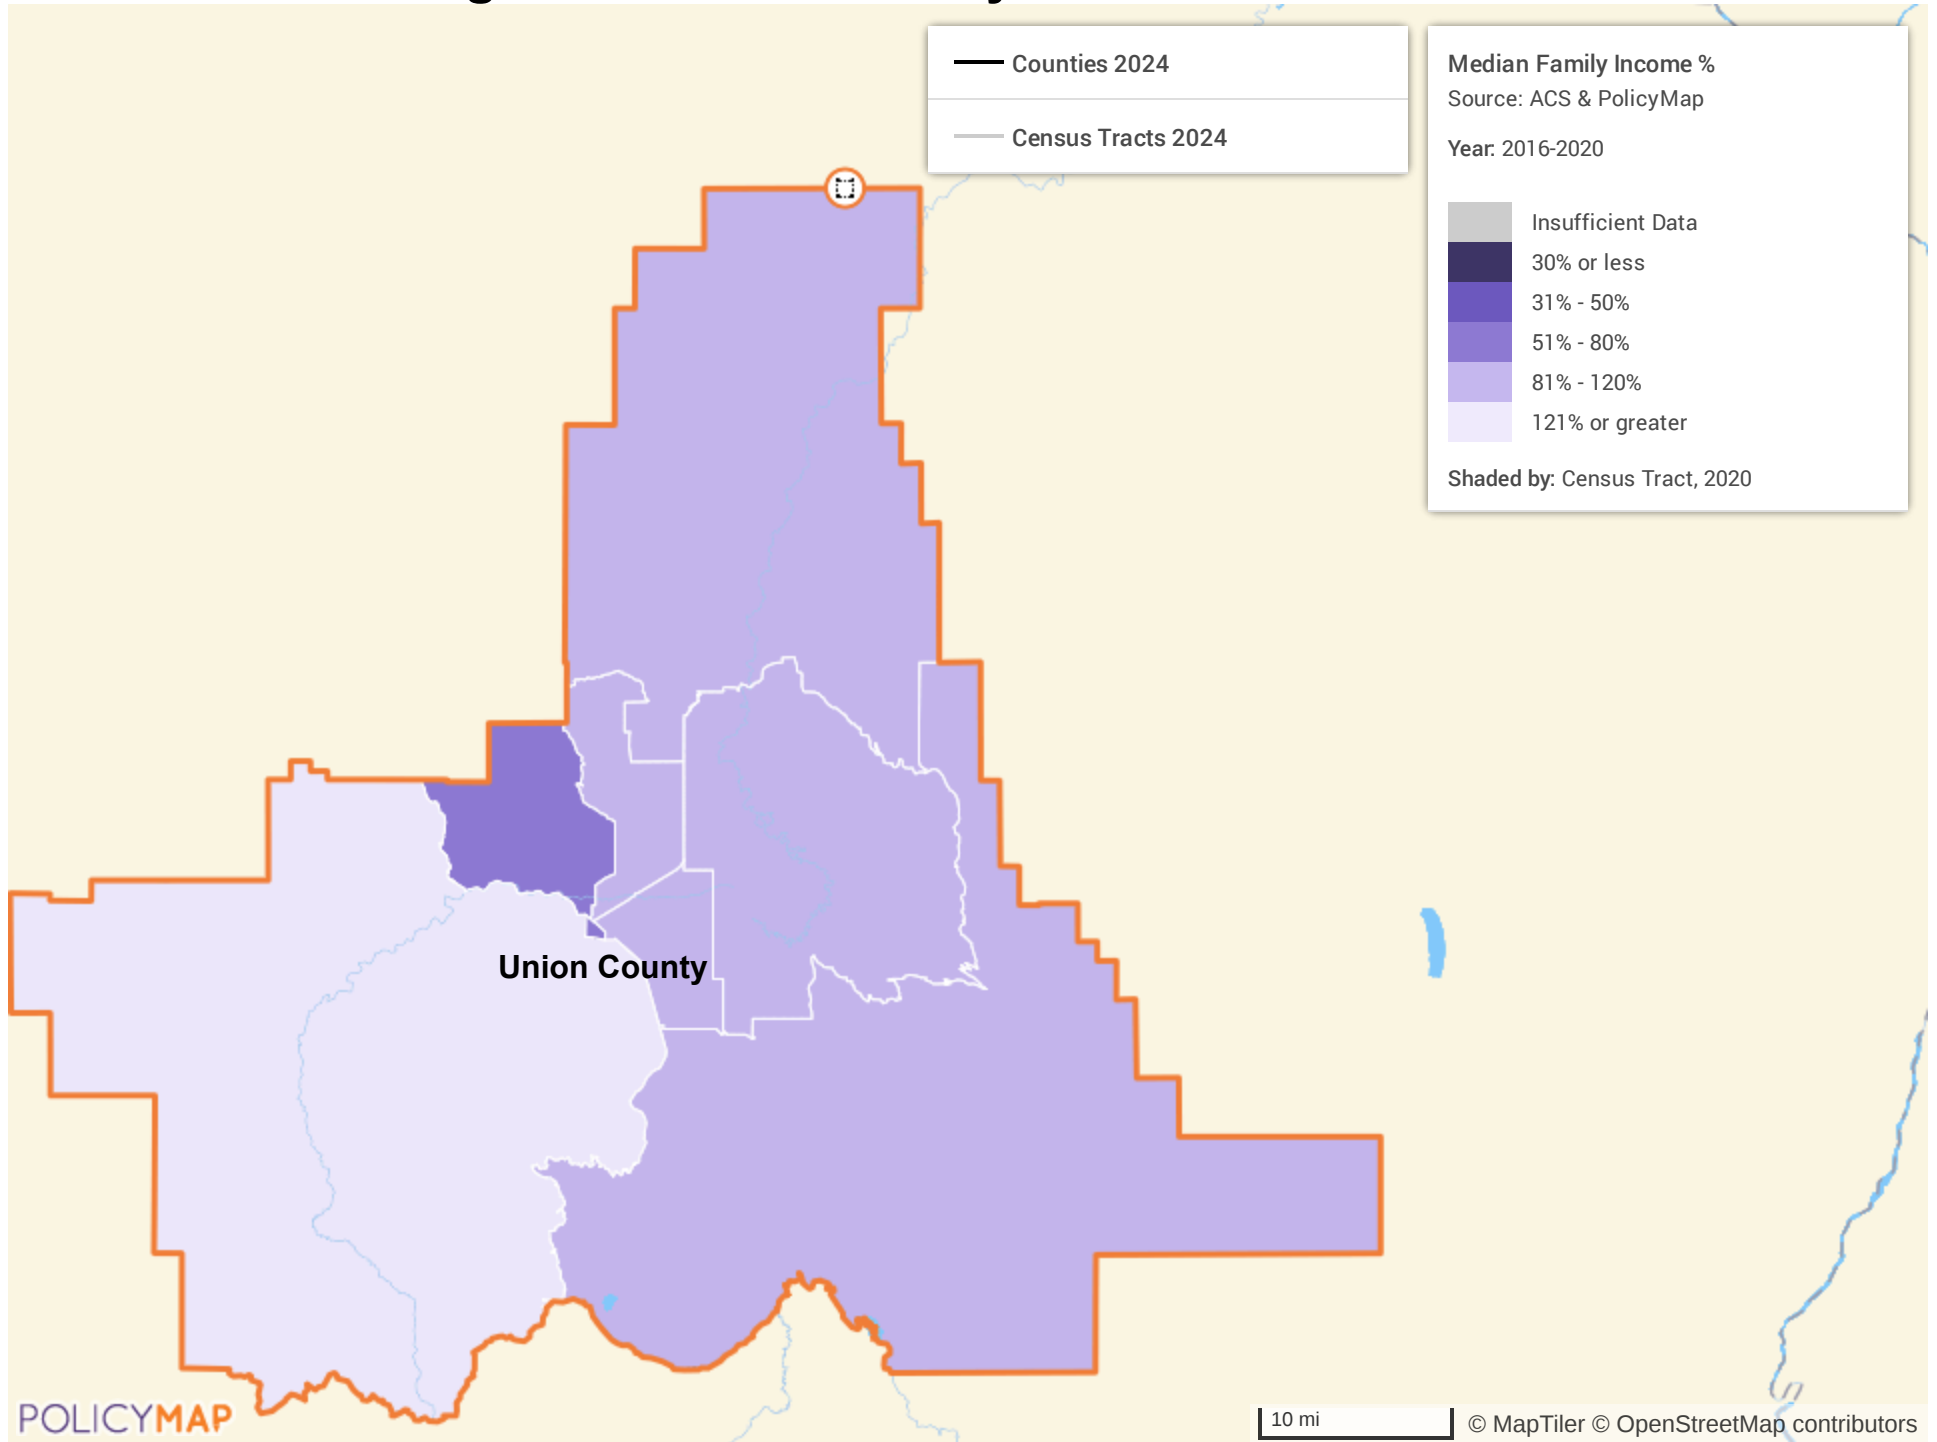 Counties 2024
Census Tracts 2024
Median Family Income %
Source: ACS & PolicyMap
Year: 2016-2020
Insufficient Data
30% or less
31% - 50%
51% - 80%
81% - 120%
121% or greater
Shaded by: Census Tract, 2020
Union County
POLICYMAP
10 mi
© MapTiler © OpenStreetMap contributors